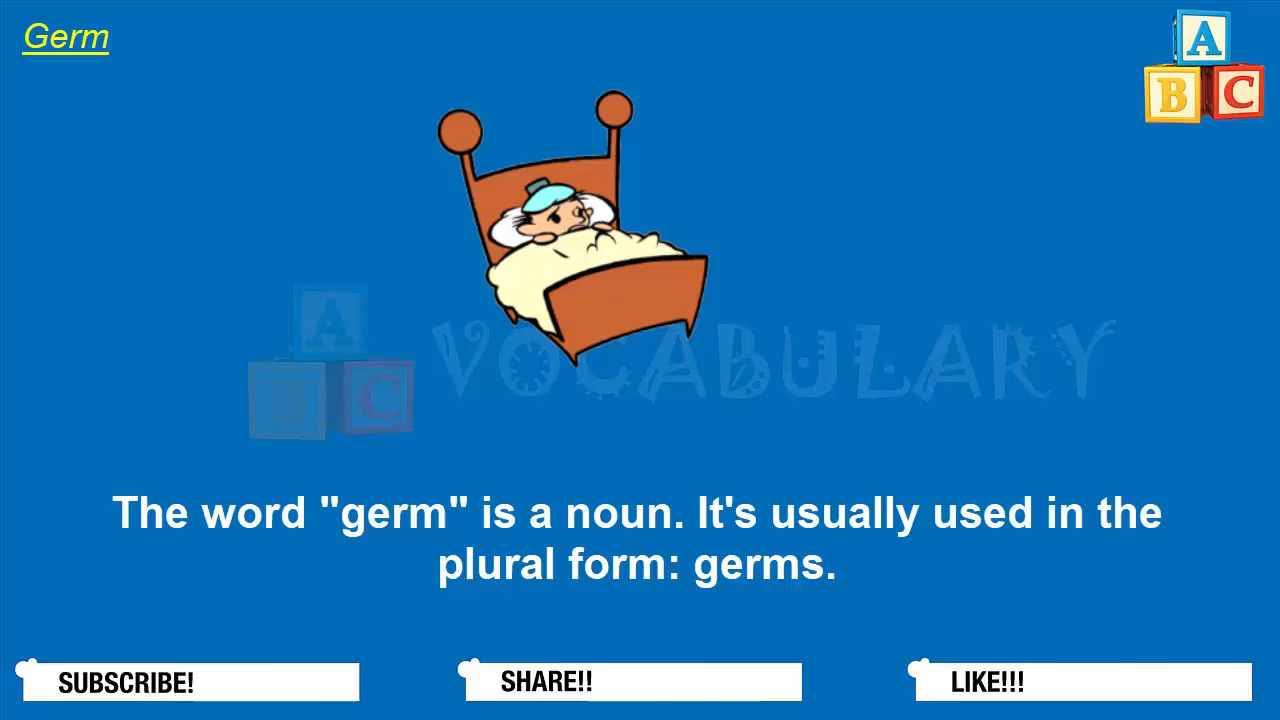 Germ
A
B C
A
B C
VOCABULARY
The word "germ" is a noun. It's usually used in the
plural form: germs.
SUBSCRIBE!
SHARE!!
LIKE!!!